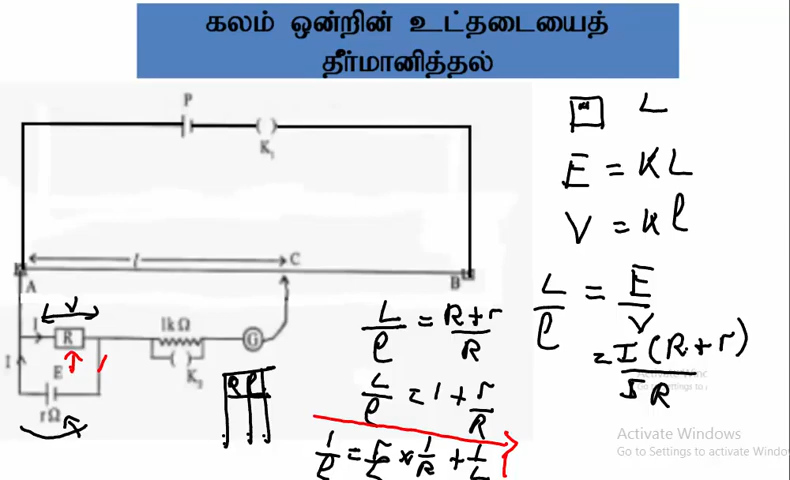 கலம் ஒன்றின் உட்தடையைத்
தீர்மானித்தல்
P
K₁
l
C
A
B
V
I
R
1kΩ
G
I
E
K₂
rΩ
R l
L
E = KL
V = Kl
L/l = E/V
= I(R+r)/IR
L/l = R+r/R
L/l = 1 + r/R
1/l = r/L × 1/R + 1/L
Activate Windows
Go to Settings to activate Windo